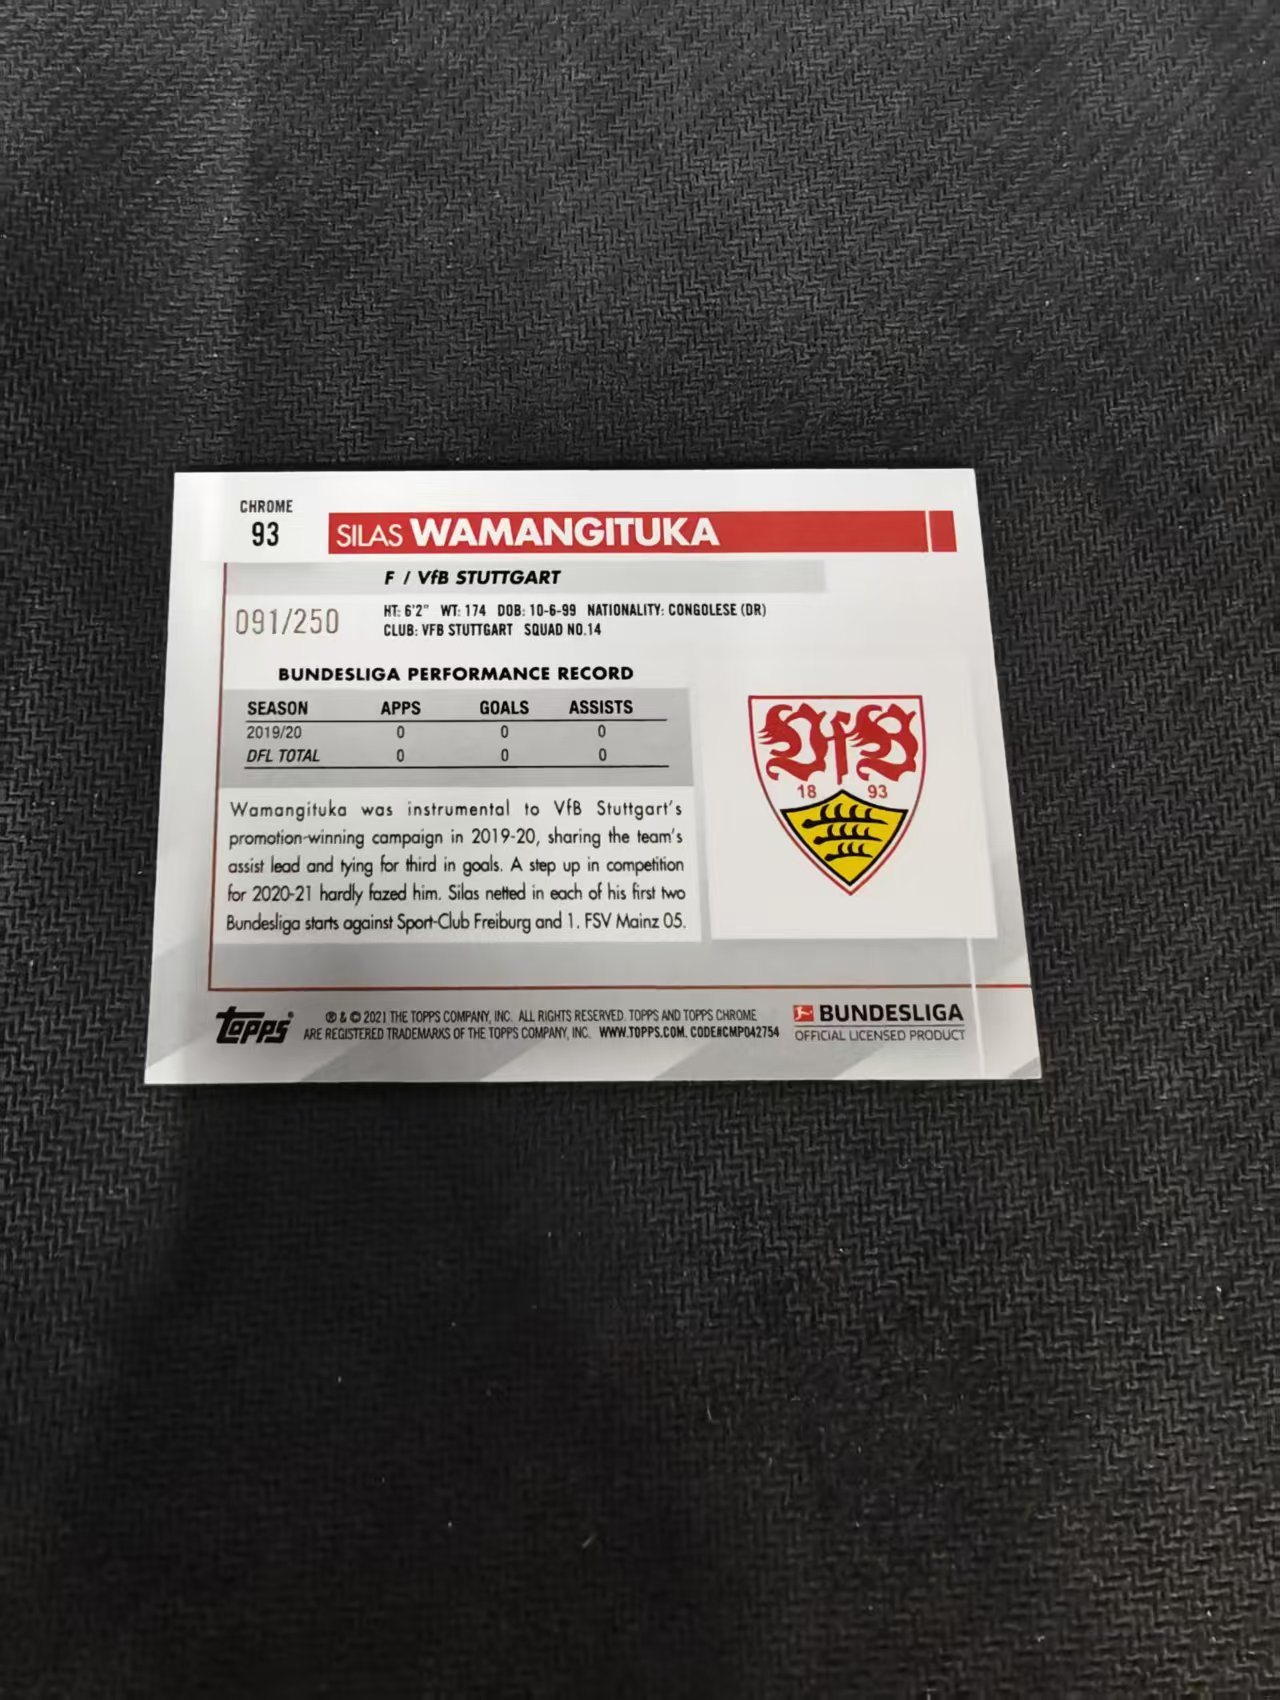 CHROME
93
SILAS WAMANGITUKA
F / VfB STUTTGART
091/250
HT: 6'2" WT: 174 DOB: 10-6-99 NATIONALITY: CONGOLESE (DR)
CLUB: VFB STUTTGART SQUAD NO.14
BUNDESLIGA PERFORMANCE RECORD
SEASON APPS GOALS ASSISTS
2019/20 0 0 0
DFL TOTAL 0 0 0
VfB
18 93
Wamangituka was instrumental to VfB Stuttgart's
promotion-winning campaign in 2019-20, sharing the team's
assist lead and tying for third in goals. A step up in competition
for 2020-21 hardly fazed him. Silas netted in each of his first two
Bundesliga starts against Sport-Club Freiburg and 1. FSV Mainz 05.
topps®
® & © 2021 THE TOPPS COMPANY, INC. ALL RIGHTS RESERVED. TOPPS AND TOPPS CHROME
ARE REGISTERED TRADEMARKS OF THE TOPPS COMPANY, INC. WWW.TOPPS.COM. CODE#CMP042754
BUNDESLIGA
OFFICIAL LICENSED PRODUCT